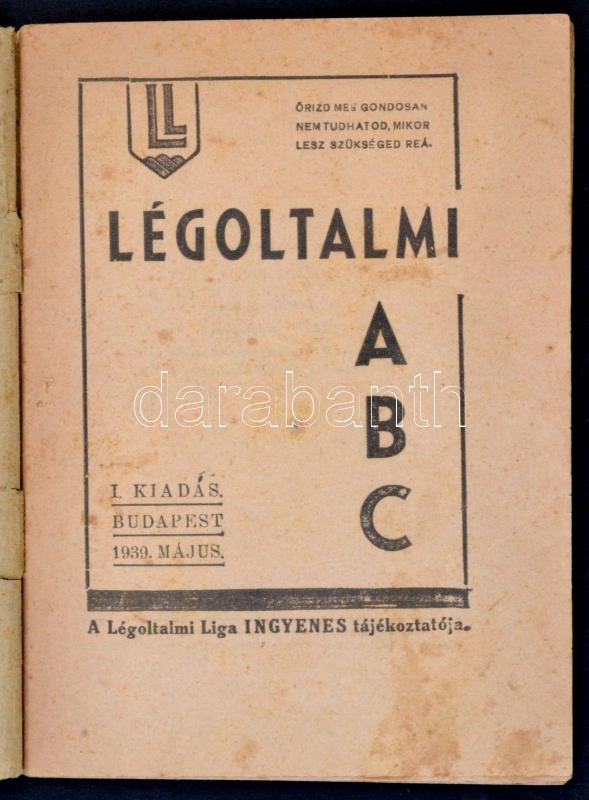 LL
ŐRIZD MEG GONDOSAN
NEM TUDHATOD, MIKOR
LESZ SZÜKSÉGED REÁ.
LÉGOLTALMI
A
B
C
darabanth
I. KIADÁS.
BUDAPEST
1939. MÁJUS.
A Légoltalmi Liga INGYENES tájékoztatója.